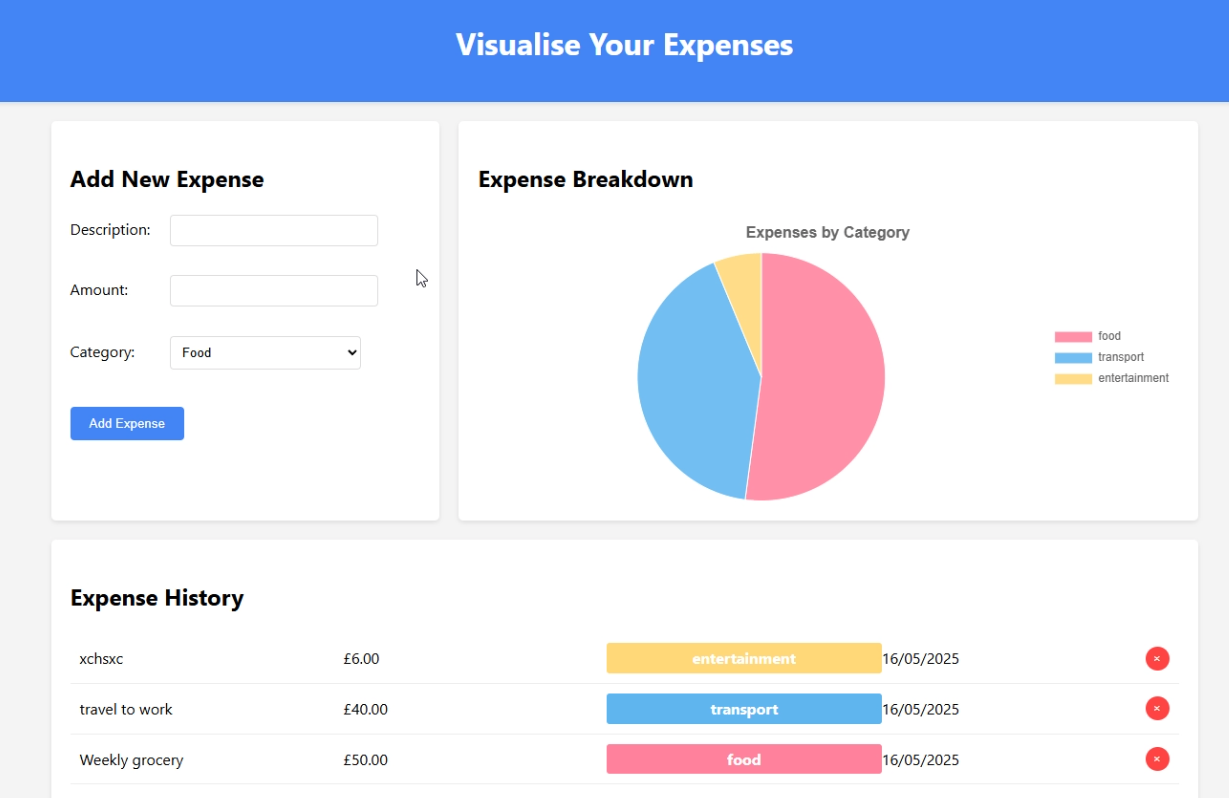 Visualise Your Expenses
Add New Expense
Description:
Amount:
Category:
Food
Add Expense
Expense Breakdown
Expenses by Category
food
transport
entertainment
Expense History
xchsxc £6.00 entertainment 16/05/2025 ×
travel to work £40.00 transport 16/05/2025 ×
Weekly grocery £50.00 food 16/05/2025 ×